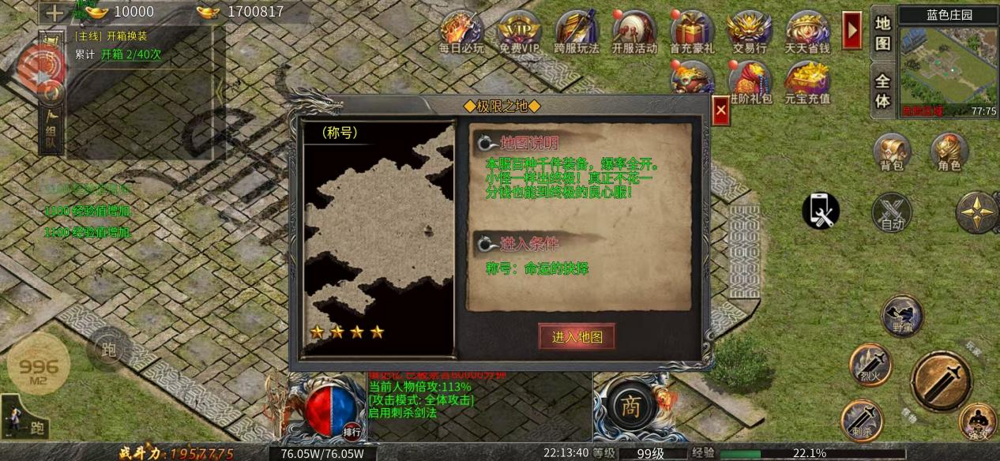 10000
1700817
[主线] 开箱换装
累计 开箱 2/40次
组队
每日必玩
免费VIP
跨服玩法
开服活动
首充豪礼
交易行
天天省钱
进阶礼包
元宝充值
地图
全体
蓝色庄园
危险区域
77:75
背包
角色
自动
1100 经验值增加.
1100 经验值增加.
◆极限之地◆
（称号）
地图说明
本服百种千件装备，爆率全开。
小怪一样出终极！真正不花一
分钱也能到终极的良心服！
进入条件
称号：命运的抉择
进入地图
跑
996
M2
跑
野蛮
烈火
刺杀
强攻
玩家
怪物
当前人物倍攻:113%
[攻击模式: 全体攻击]
启用刺杀剑法
排行
商
战斗力:1957775
76.05W/76.05W
22:13:40
等级
99级
经验
22.1%